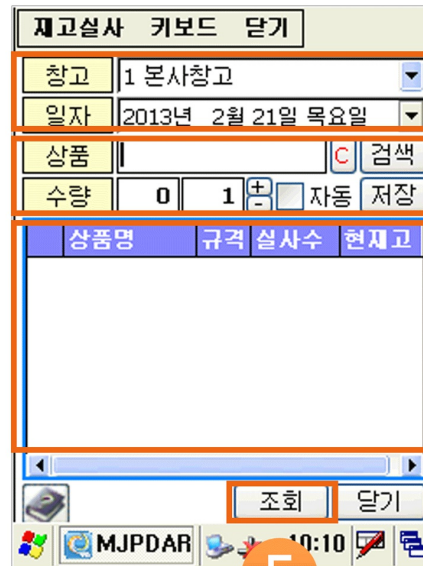 재고실사 키보드 닫기
창고 1 본사창고
일자 2013년 2월 21일 목요일
상품 C 검색
수량 0 1 + - 자동 저장
상품명 규격 실사수 현재고
조회 닫기
MJPDAR 10:10
5